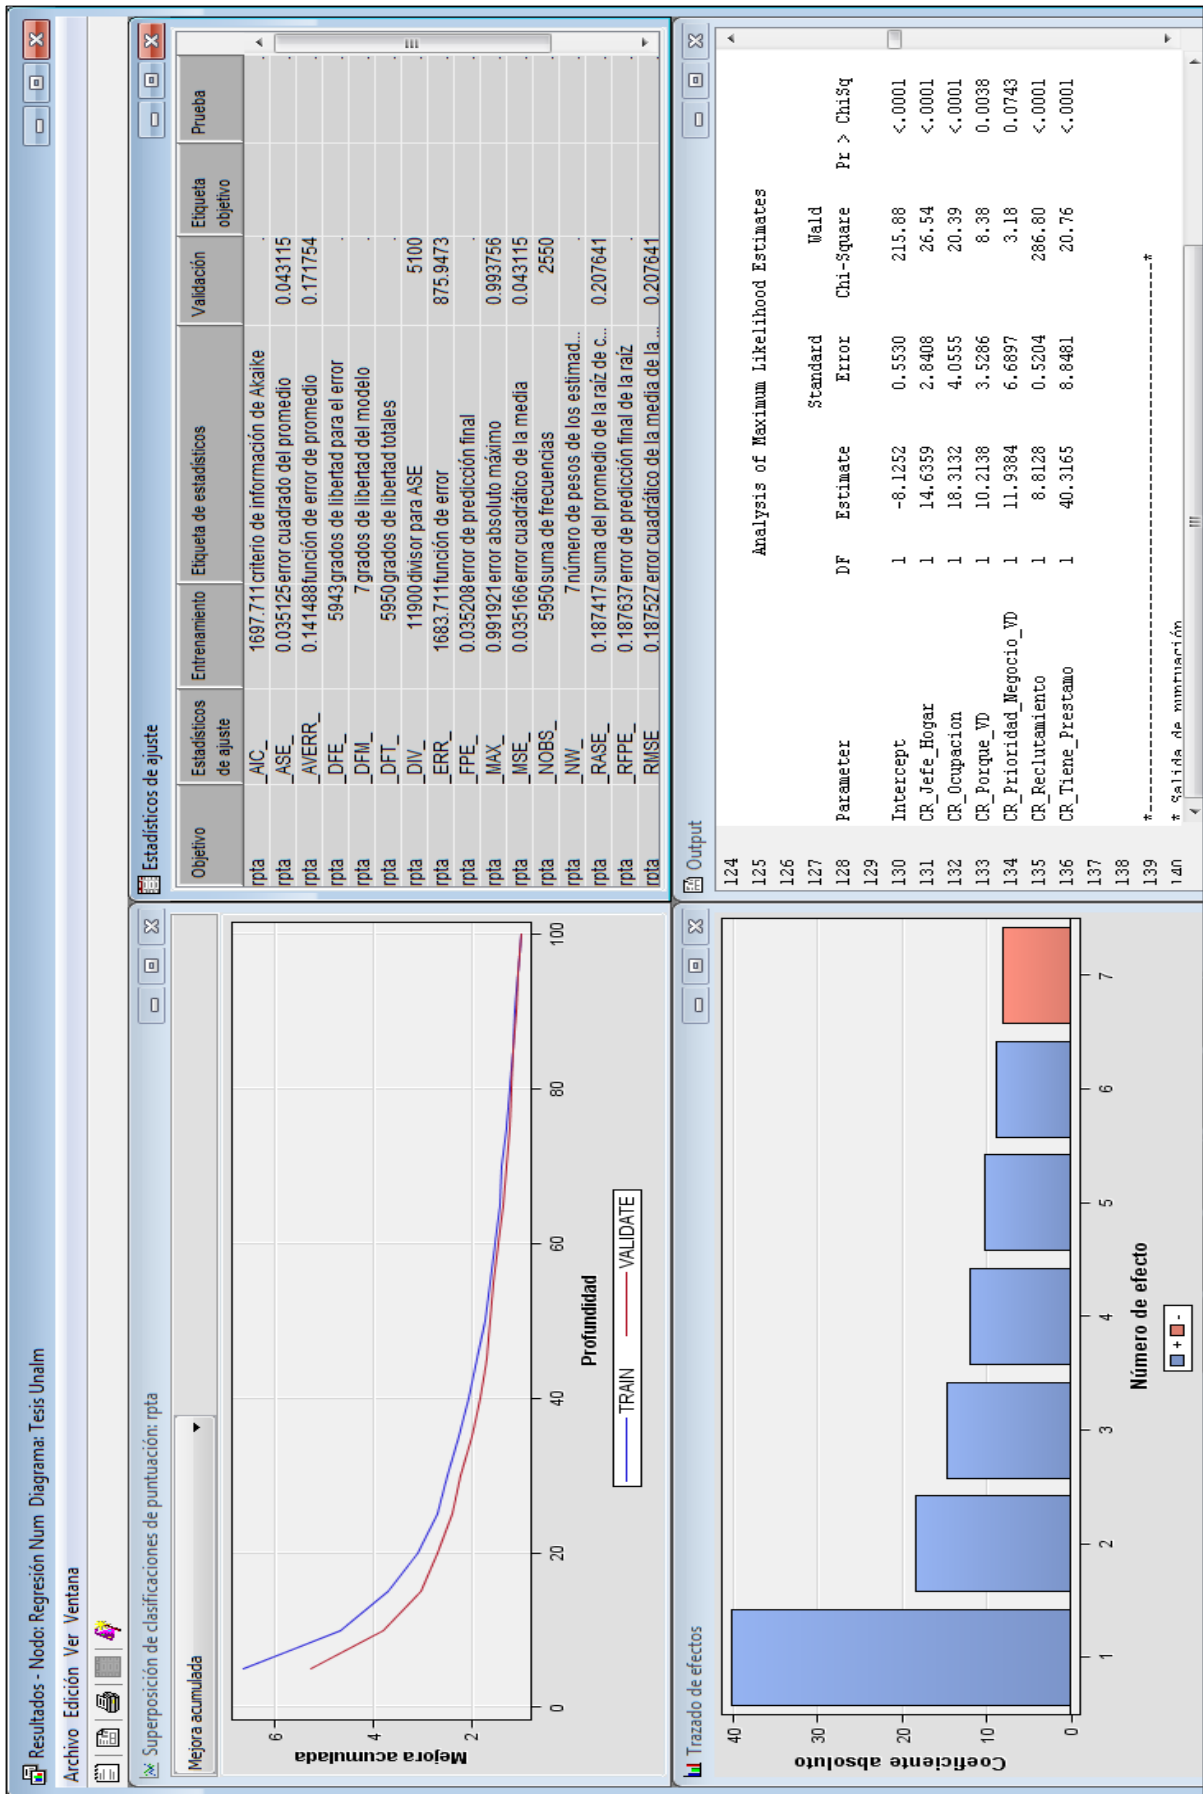 Resultados - Nodo: Regresión Num Diagrama: Tesis Unalm
Archivo Edición Ver Ventana
Superposición de clasificaciones de puntuación: rpta
Mejora acumulada
Mejora acumulada
6
4
2
0 20 40 60 80 100
Profundidad
TRAIN VALIDATE
Estadísticos de ajuste
Objetivo Estadísticos de ajuste Entrenamiento Etiqueta de estadísticos Validación Etiqueta objetivo Prueba
rpta _AIC_ 1697.711 criterio de información de Akaike . .
rpta _ASE_ 0.035125 error cuadrado del promedio 0.043115 .
rpta _AVERR_ 0.141488 función de error de promedio 0.171754 .
rpta _DFE_ 5943 grados de libertad para el error . .
rpta _DFM_ 7 grados de libertad del modelo . .
rpta _DFT_ 5950 grados de libertad totales . .
rpta _DIV_ 11900 divisor para ASE 5100 .
rpta _ERR_ 1683.711 función de error 875.9473 .
rpta _FPE_ 0.035208 error de predicción final . .
rpta _MAX_ 0.991921 error absoluto máximo 0.993756 .
rpta _MSE_ 0.035166 error cuadrático de la media 0.043115 .
rpta _NOBS_ 5950 suma de frecuencias 2550 .
rpta _NW_ 7 número de pesos de los estimad... . .
rpta _RASE_ 0.187417 suma del promedio de la raíz de c... 0.207641 .
rpta _RFPE_ 0.187637 error de predicción final de la raíz . .
rpta _RMSE_ 0.187527 error cuadrático de la media de la ... 0.207641 .
Trazado de efectos
Coeficiente absoluto
40
30
20
10
0
1 2 3 4 5 6 7
Número de efecto
+ -
Output
124
125 Analysis of Maximum Likelihood Estimates
126
127 Standard Wald
128 Parameter DF Estimate Error Chi-Square Pr > ChiSq
129
130 Intercept 1 -8.1252 0.5530 215.88 <.0001
131 CR_Jefe_Hogar 1 14.6359 2.8408 26.54 <.0001
132 CR_Ocupacion 1 18.3132 4.0555 20.39 <.0001
133 CR_Porque_VD 1 10.2138 3.5286 8.38 0.0038
134 CR_Prioridad_Negocio_VD 1 11.9384 6.6897 3.18 0.0743
135 CR_Reclutamiento 1 8.8128 0.5204 286.80 <.0001
136 CR_Tiene_Prestamo 1 40.3165 8.8481 20.76 <.0001
137
138
139 *------------------------------------------------------------*
140 * Salida de puntuación